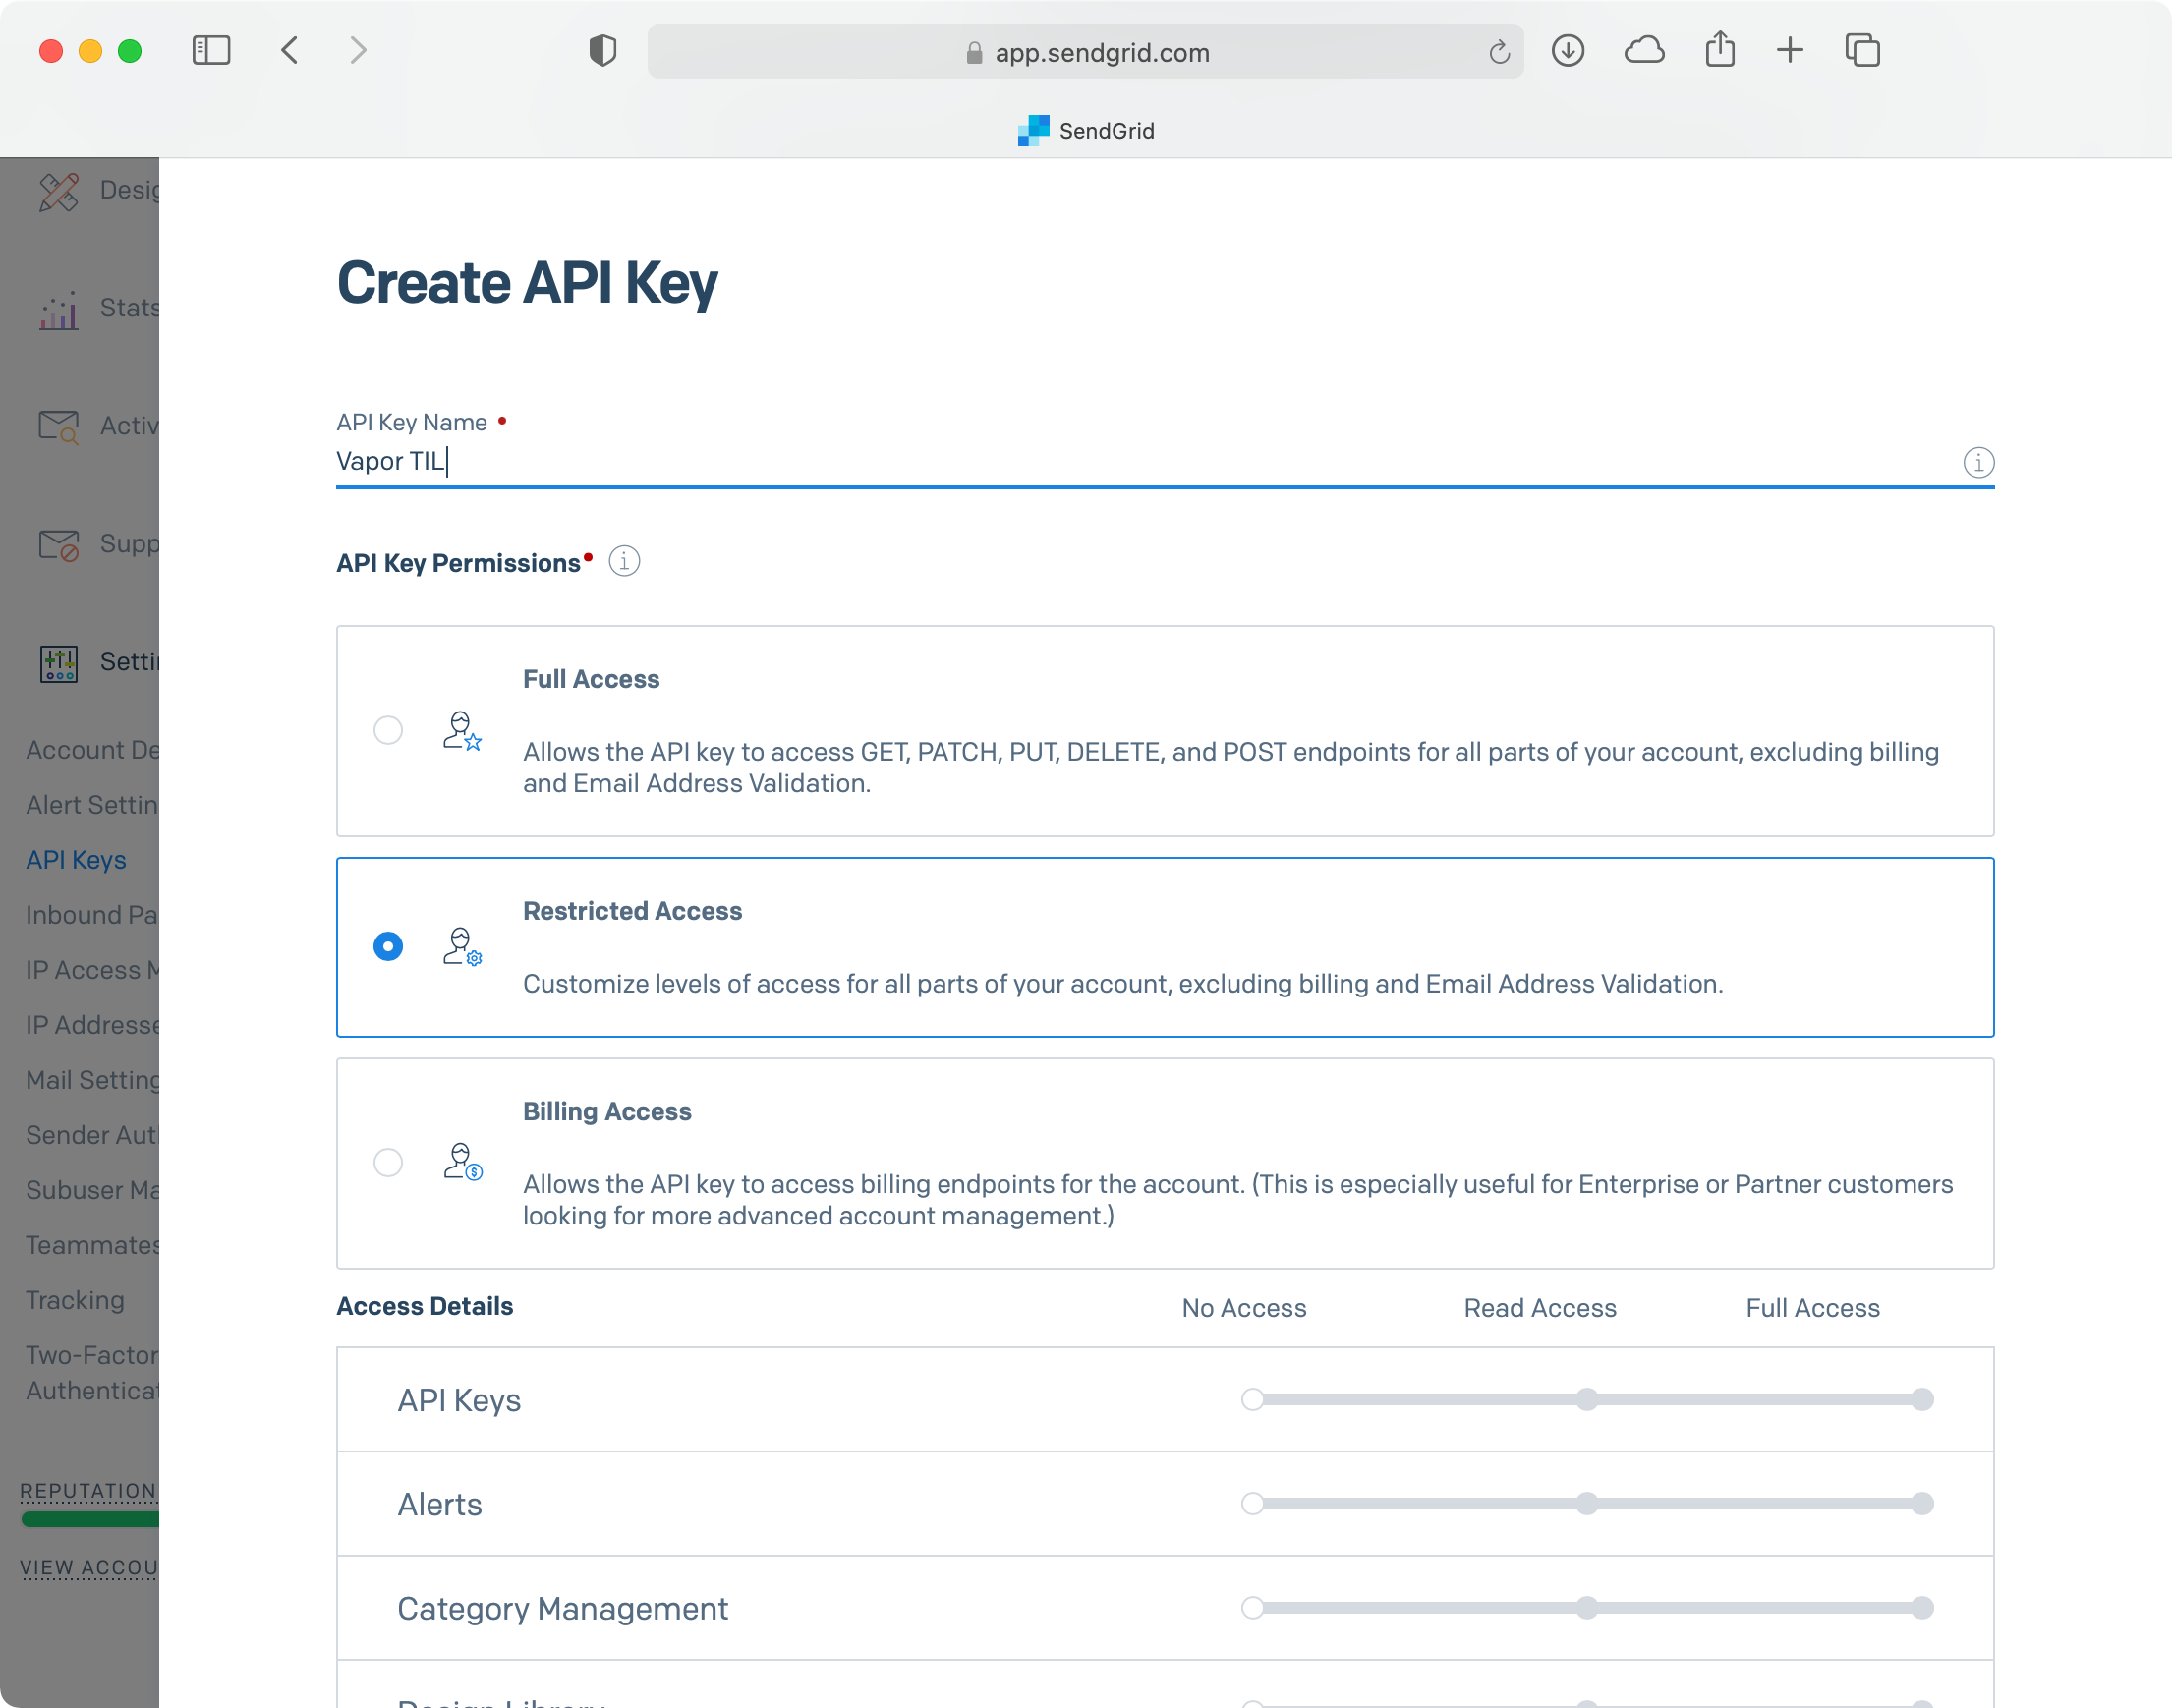 app.sendgrid.com
SendGrid
Desig
Stats
Activ
Supp
Settin
Account De
Alert Settin
API Keys
Inbound Pa
IP Access M
IP Addresse
Mail Setting
Sender Aut
Subuser Ma
Teammates
Tracking
Two-Factor
Authenticat
REPUTATION
VIEW ACCOU
Create API Key
API Key Name
Vapor TIL
API Key Permissions
Full Access
Allows the API key to access GET, PATCH, PUT, DELETE, and POST endpoints for all parts of your account, excluding billing
and Email Address Validation.
Restricted Access
Customize levels of access for all parts of your account, excluding billing and Email Address Validation.
Billing Access
Allows the API key to access billing endpoints for the account. (This is especially useful for Enterprise or Partner customers
looking for more advanced account management.)
Access Details No Access Read Access Full Access
API Keys
Alerts
Category Management
Design Library